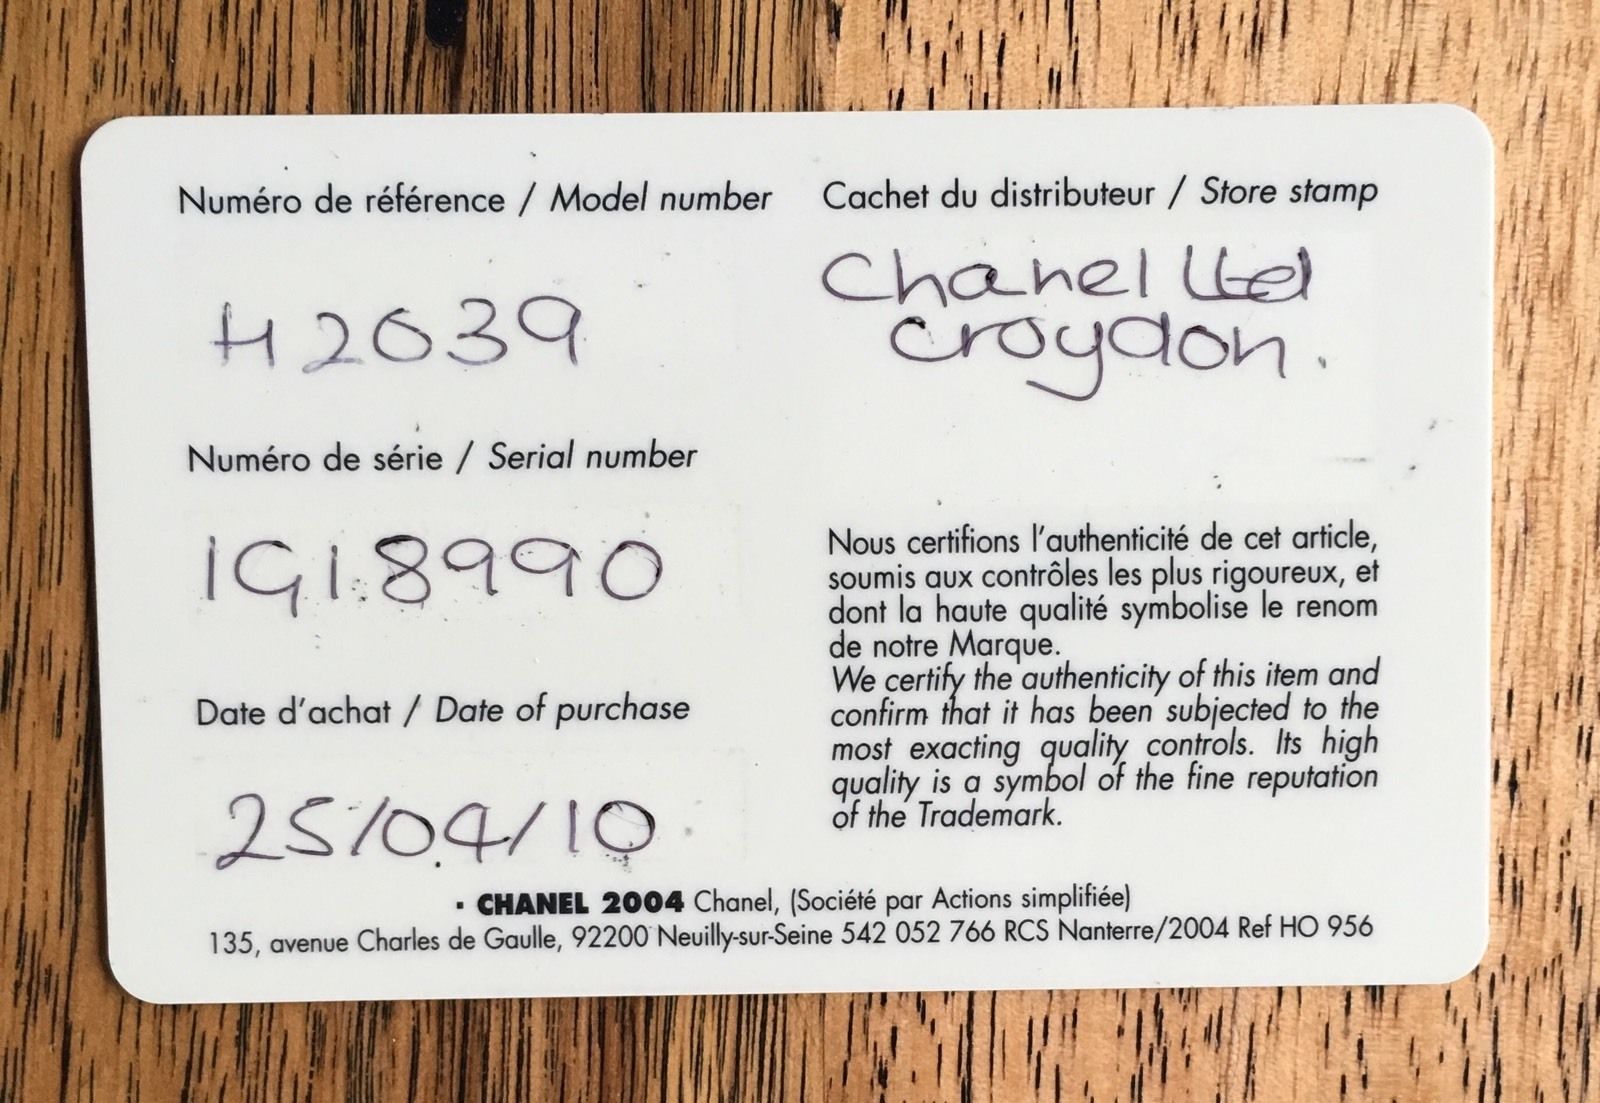 Numéro de référence / Model number
H2039
Numéro de série / Serial number
IG18990
Date d'achat / Date of purchase
25/04/10
Cachet du distributeur / Store stamp
Chanel Ltd
Croydon.
Nous certifions l'authenticité de cet article,
soumis aux contrôles les plus rigoureux, et
dont la haute qualité symbolise le renom
de notre Marque.
We certify the authenticity of this item and
confirm that it has been subjected to the
most exacting quality controls. Its high
quality is a symbol of the fine reputation
of the Trademark.
· CHANEL 2004 Chanel, (Société par Actions simplifiée)
135, avenue Charles de Gaulle, 92200 Neuilly-sur-Seine 542 052 766 RCS Nanterre/2004 Ref HO 956